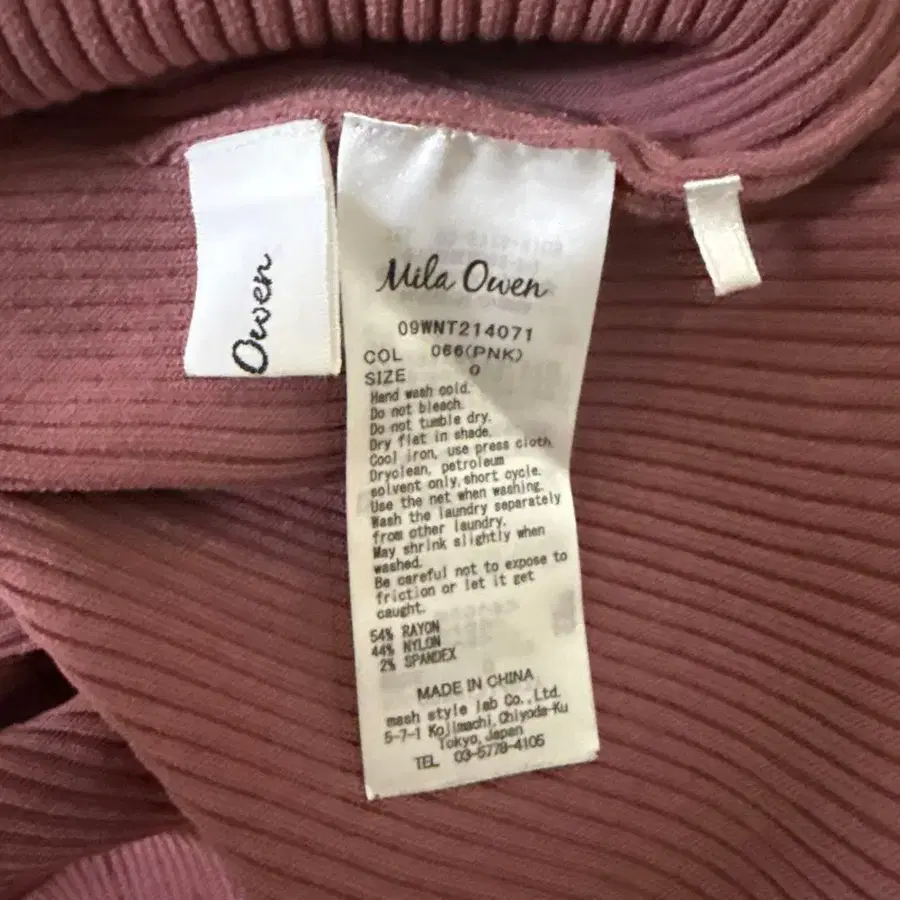 Owen
Mila Owen
09WNT214071
COL 066(PNK)
SIZE 0
Hand wash cold.
Do not bleach.
Do not tumble dry.
Dry flet in shade.
Cool iron, use press cloth
Dryclean, petroleum
solvent only, short cycle.
Use the net when washing.
Wash the laundry separately
from other laundry.
May shrink slightly when
washed.
Be careful not to expose to
friction or let it get
caught.
54% RAYON
44% NYLON
2% SPANDEX
MADE IN CHINA
mash style lab Co.,Ltd.
5-7-1 Kojimachi, Chiyoda-Ku
Tokyo, Japan
TEL 03-5778-4105